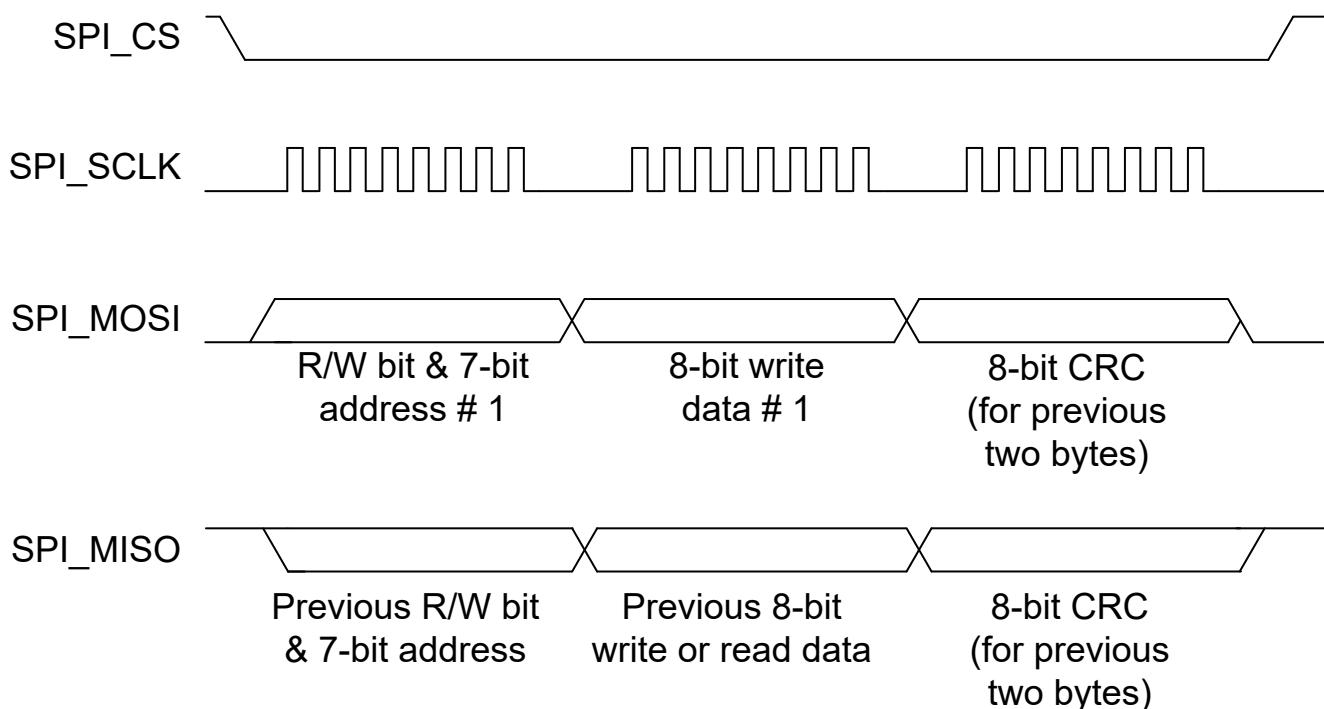 SPI_CS
SPI_SCLK
SPI_MOSI
R/W bit & 7-bit
address # 1
8-bit write
data # 1
8-bit CRC
(for previous
two bytes)
SPI_MISO
Previous R/W bit
& 7-bit address
Previous 8-bit
write or read data
8-bit CRC
(for previous
two bytes)